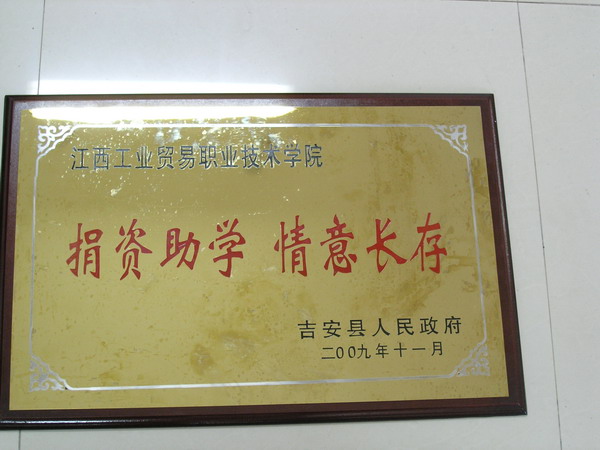 江西工业贸易职业技术学院
捐资助学 情意长存
吉安县人民政府
二00九年十一月